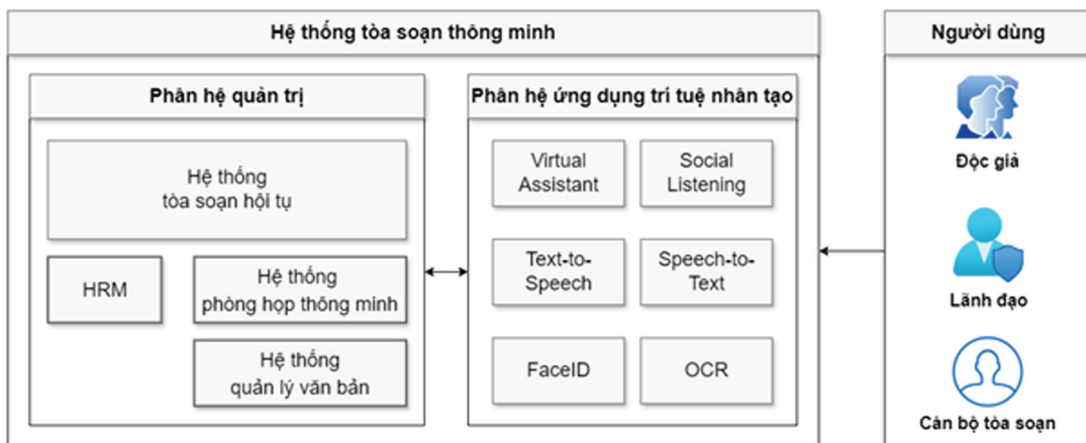 Hệ thống tòa soạn thông minh
Phân hệ quản trị
Hệ thống
tòa soạn hội tụ
HRM
Hệ thống
phòng họp thông minh
Hệ thống
quản lý văn bản
Phân hệ ứng dụng trí tuệ nhân tạo
Virtual
Assistant
Social
Listening
Text-to-
Speech
Speech-to-
Text
FaceID
OCR
Người dùng
Độc giả
Lãnh đạo
Cán bộ tòa soạn